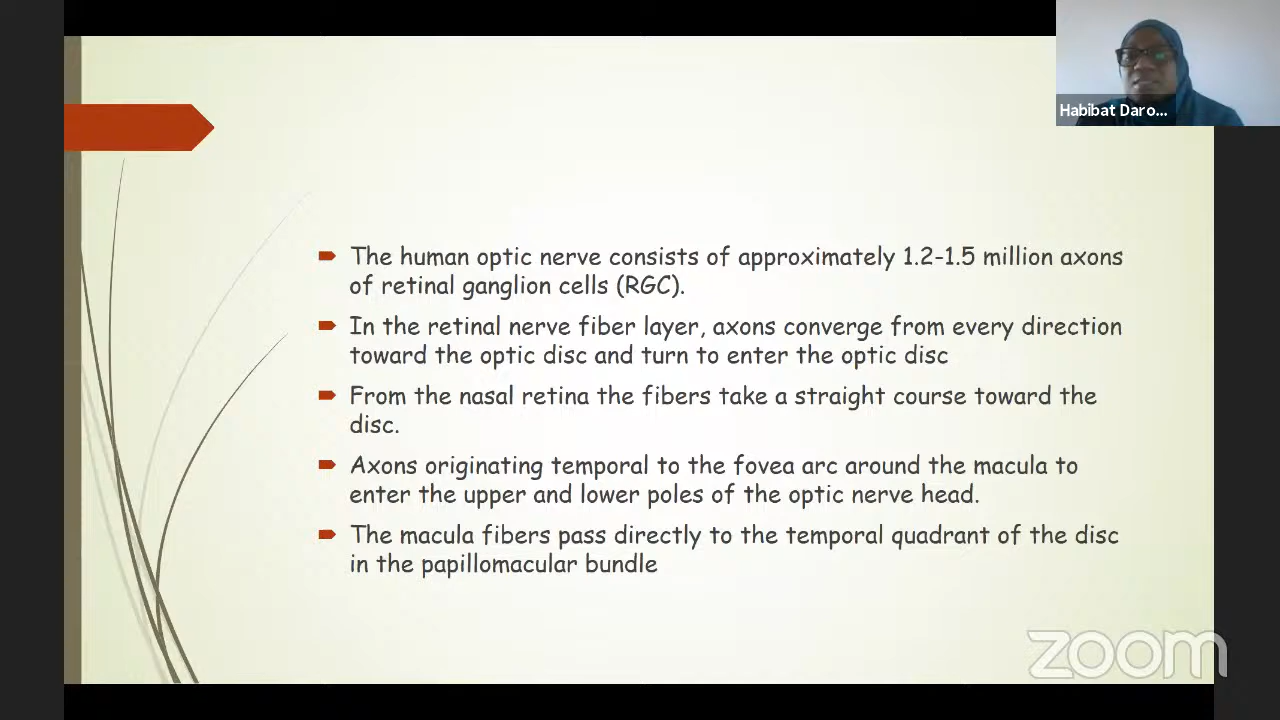 Habibat Daro...
The human optic nerve consists of approximately 1.2-1.5 million axons
of retinal ganglion cells (RGC).
In the retinal nerve fiber layer, axons converge from every direction
toward the optic disc and turn to enter the optic disc
From the nasal retina the fibers take a straight course toward the
disc.
Axons originating temporal to the fovea arc around the macula to
enter the upper and lower poles of the optic nerve head.
The macula fibers pass directly to the temporal quadrant of the disc
in the papillomacular bundle
zoom